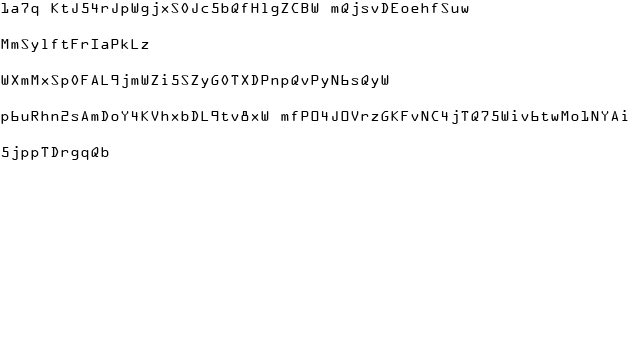 1a7q KtJ54rJpWgjxS0Jc5bQfH1gZCBW mQjsvDEoehfSuw
MmSylftFrIaPkLz
WXmMxSp0FAL9jmWZi5SZyG0TXDPnpQvPyN6sQyW
p6uRhn2sAmDoY4KVhxbDL9tv8xW mfPO4JOVrzGKFvNC4jTQ75Wiv6twMo1NYAi
5jppTDrgqQb